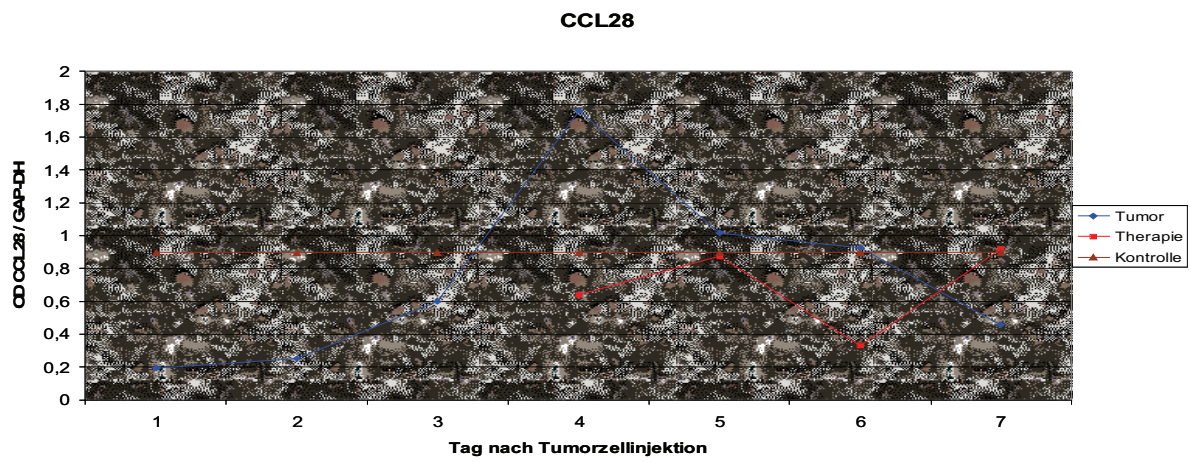 CCL28
OD CCL28 / GAP-DH
2
1,8
1,6
1,4
1,2
1
0,8
0,6
0,4
0,2
0
1 2 3 4 5 6 7
Tag nach Tumorzellinjektion
Tumor
Therapie
Kontrolle